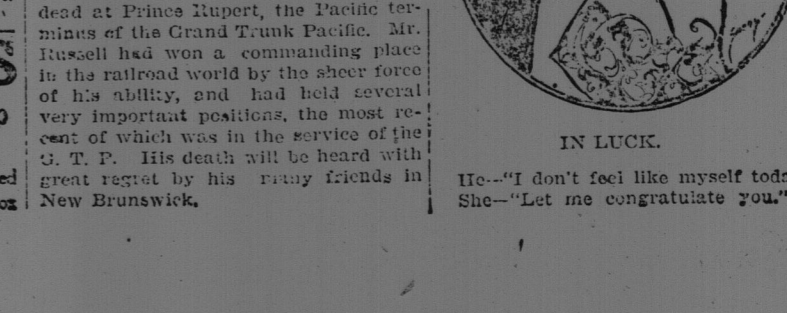 dead at Prince Rupert, the Pacific ter-
minus of the Grand Trunk Pacific. Mr.
Russell had won a commanding place
in the railroad world by the sheer force
of his ability, and had held several
very important positions, the most re-
cent of which was in the service of the
G. T. P. His death will be heard with
great regret by his many friends in
New Brunswick.
IN LUCK.
He—"I don't feel like myself toda
She—"Let me congratulate you."